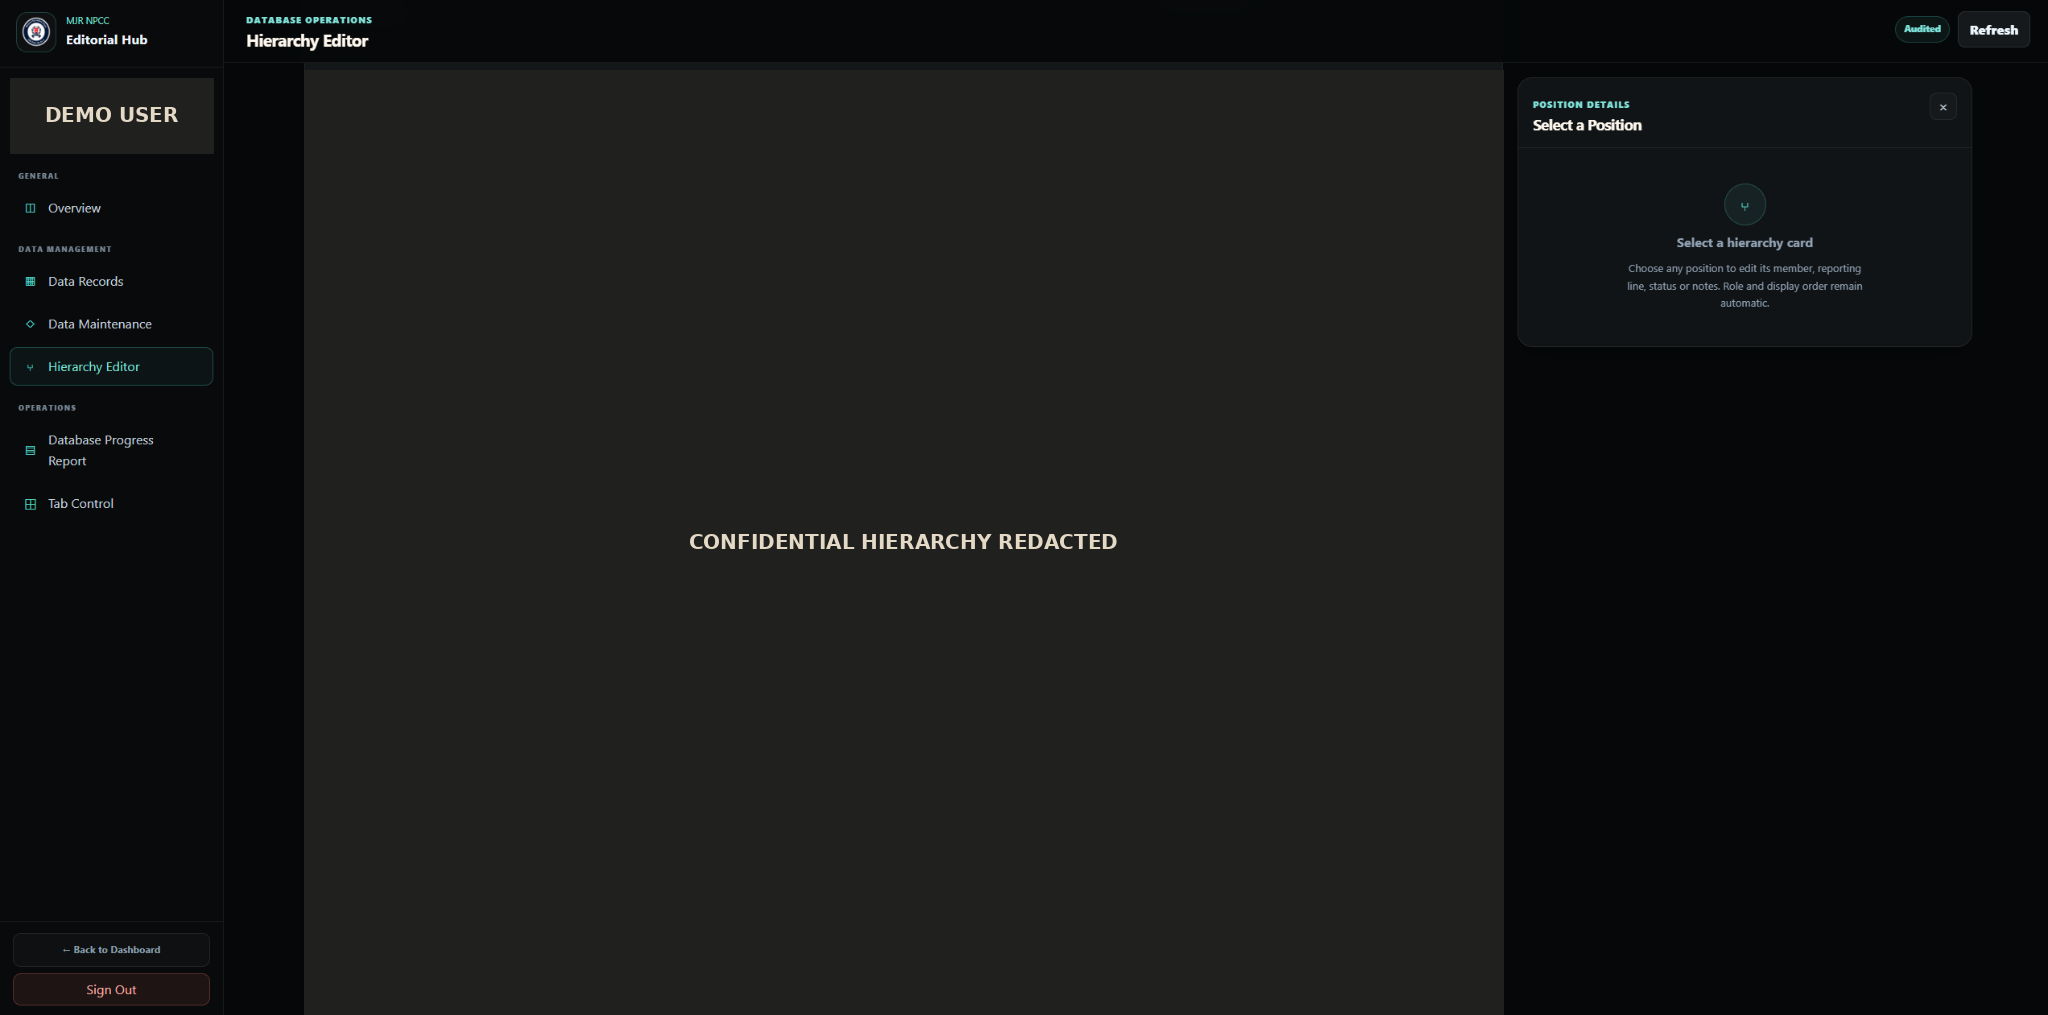 MJR NPCC
Editorial Hub
DEMO USER
GENERAL
Overview
DATA MANAGEMENT
Data Records
Data Maintenance
Hierarchy Editor
OPERATIONS
Database Progress
Report
Tab Control
← Back to Dashboard
Sign Out
DATABASE OPERATIONS
Hierarchy Editor
Audited
Refresh
CONFIDENTIAL HIERARCHY REDACTED
POSITION DETAILS
Select a Position
×
Select a hierarchy card
Choose any position to edit its member, reporting
line, status or notes. Role and display order remain
automatic.